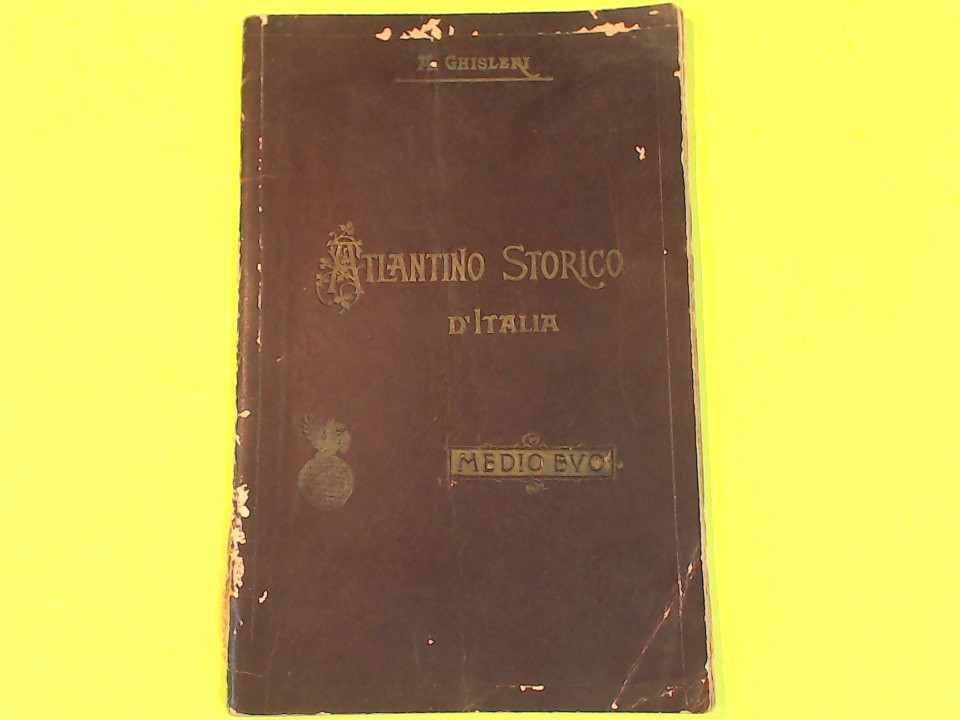 GHISLERI
ATLANTINO STORICO
D'ITALIA
MEDIO EVO